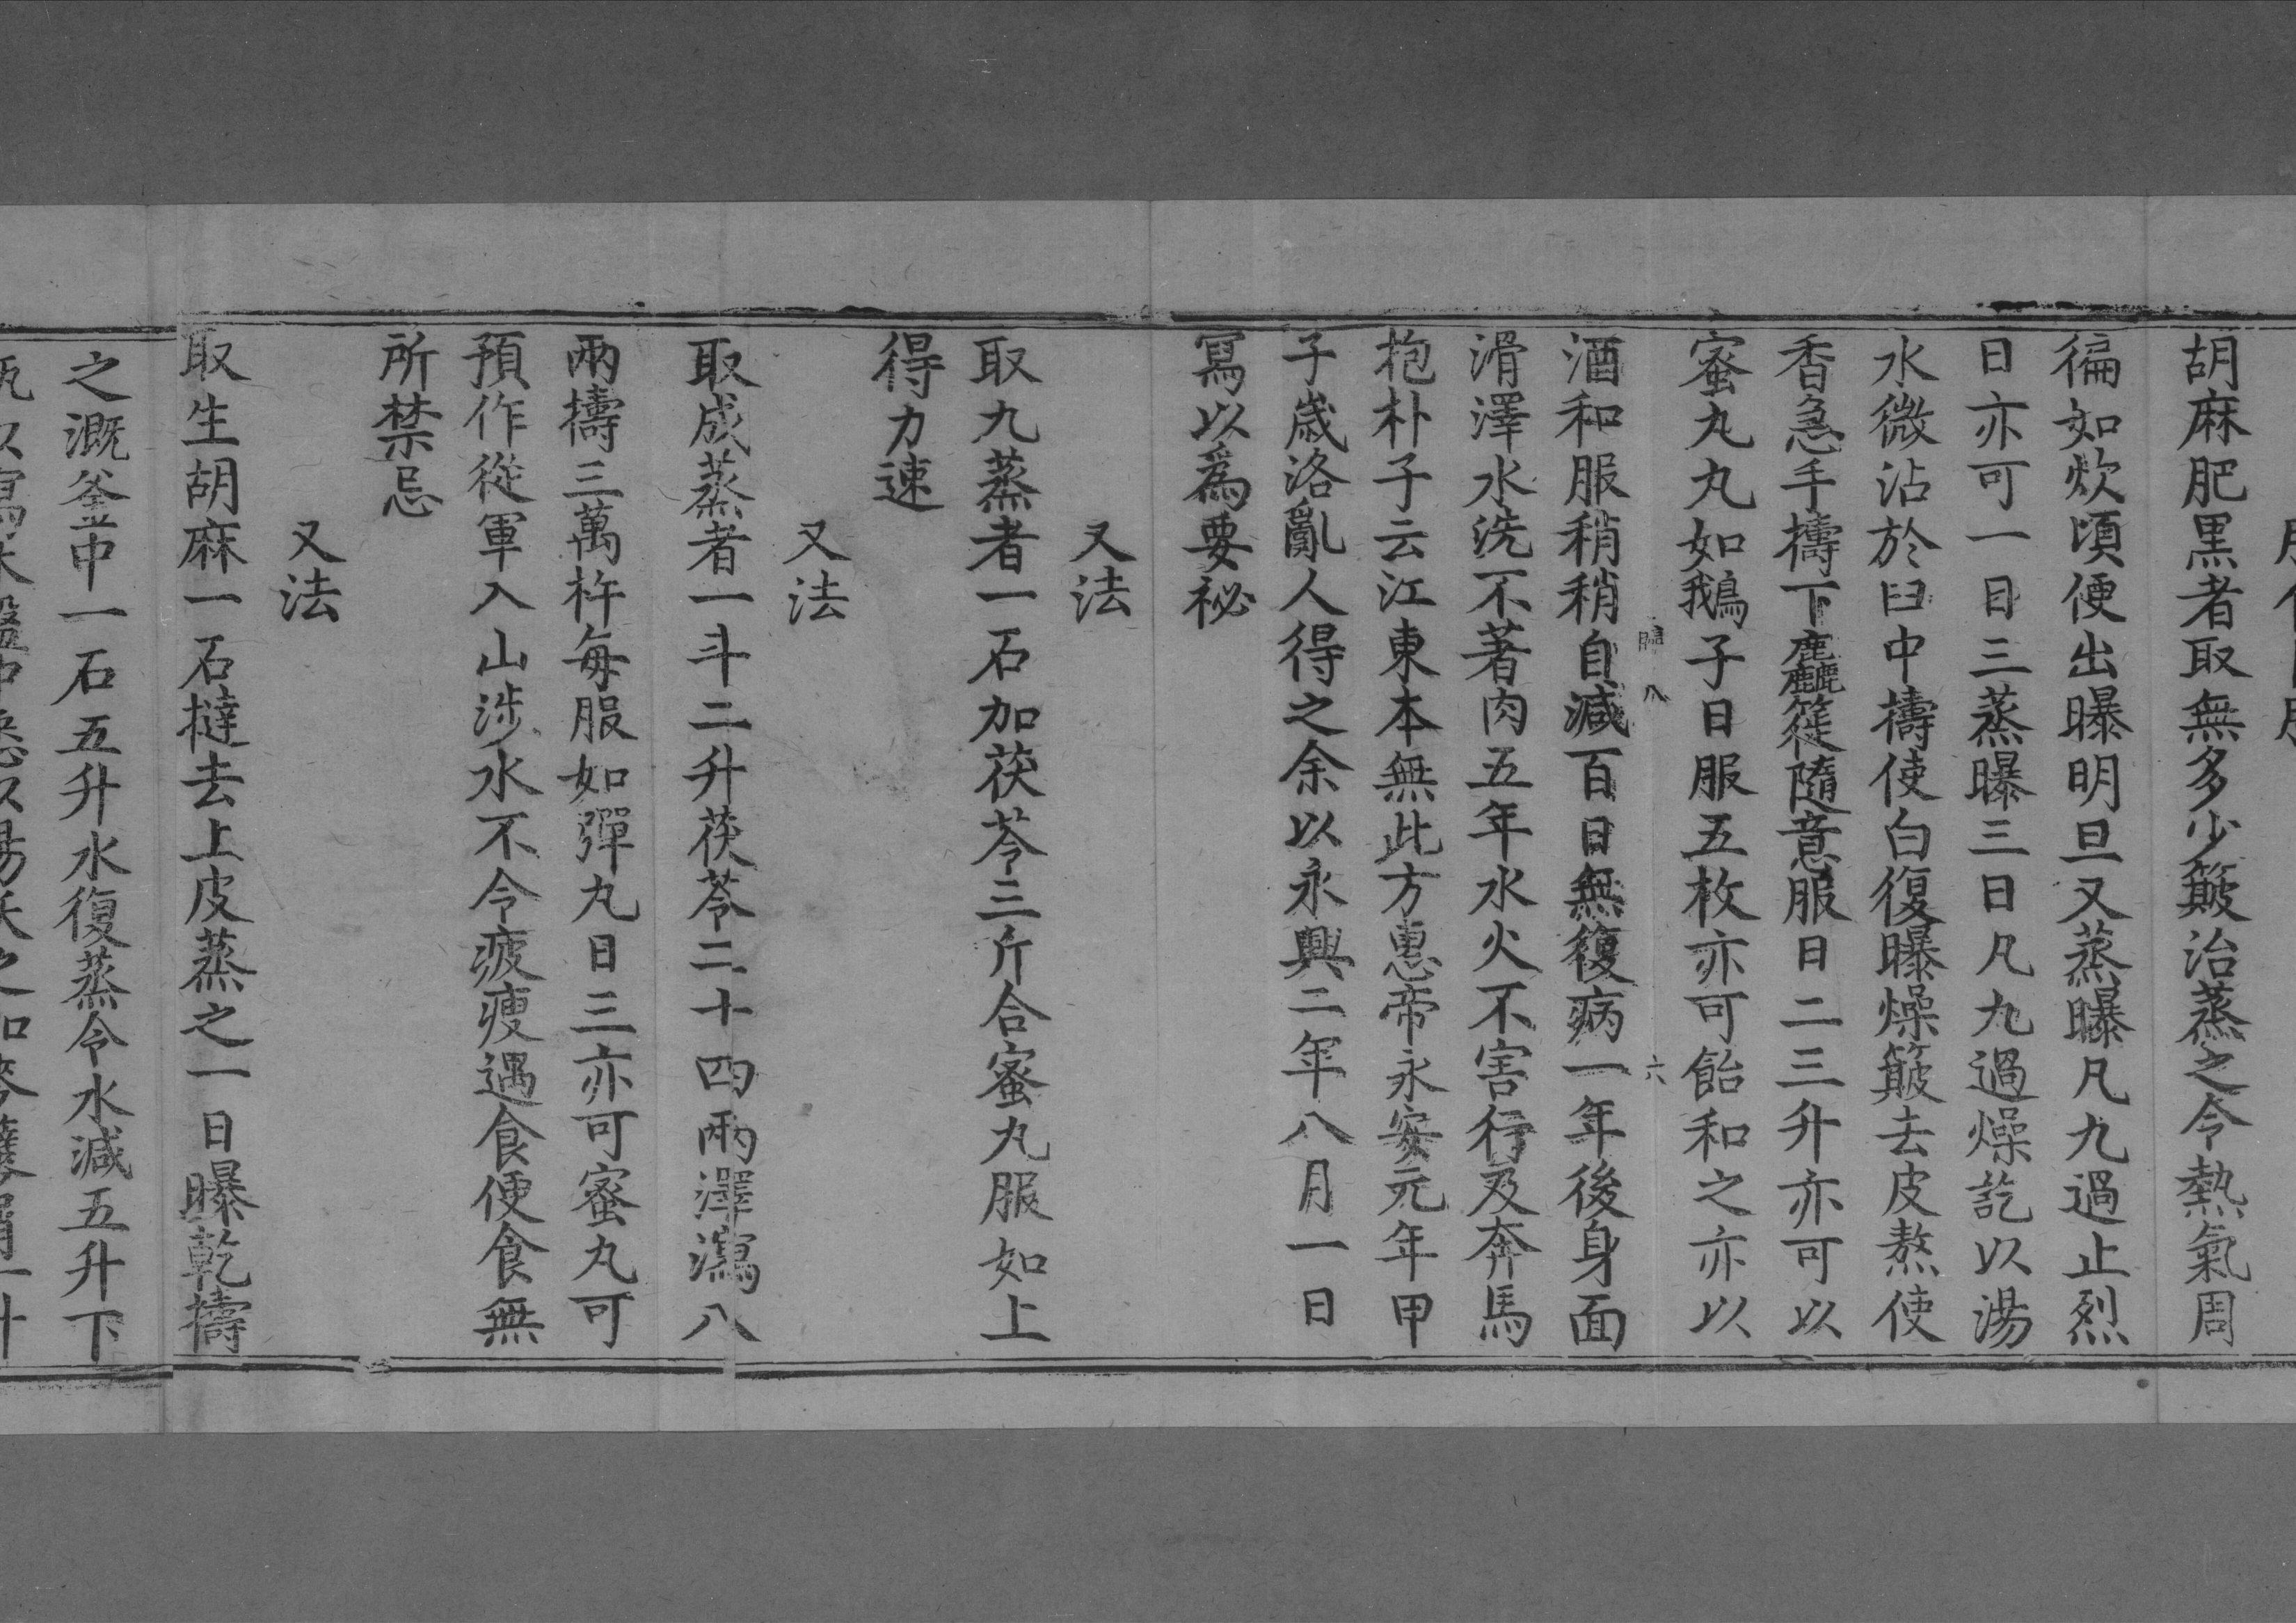 胡麻肥黒者取無多少簸治蒸之令熱氣周
徧如炊頃便出曝明旦又蒸曝凡九過止烈
日亦可一日三蒸曝三日凡九過燥訖以湯
水微沾於臼中擣使白復曝燥簸去皮熬使
香急手擣下麤簁隨意服日二三升亦可以
蜜丸丸如鵝子日服五枚亦可飴和之亦以
臨八 六
酒和服稍稍自減百日無復病一年後身面
滑澤水洗不著肉五年水火不害行及奔馬
抱朴子云江東本無此方惠帝永安元年甲
子歲洛亂人得之余以永興二年八月一日
寫以為要祕
又法
取九蒸者一石加茯苓三斤合蜜丸服如上
得力速
又法
取成蒸者一斗二升茯苓二十四兩澤瀉八
兩擣三萬杵每服如彈丸日三亦可蜜丸可
預作從軍入山涉水不令疲瘦遇食便食無
所禁忌
又法
取生胡麻一石撻去上皮蒸之一日曝乾擣
之溉釜中一石五升水復蒸令水減五升下